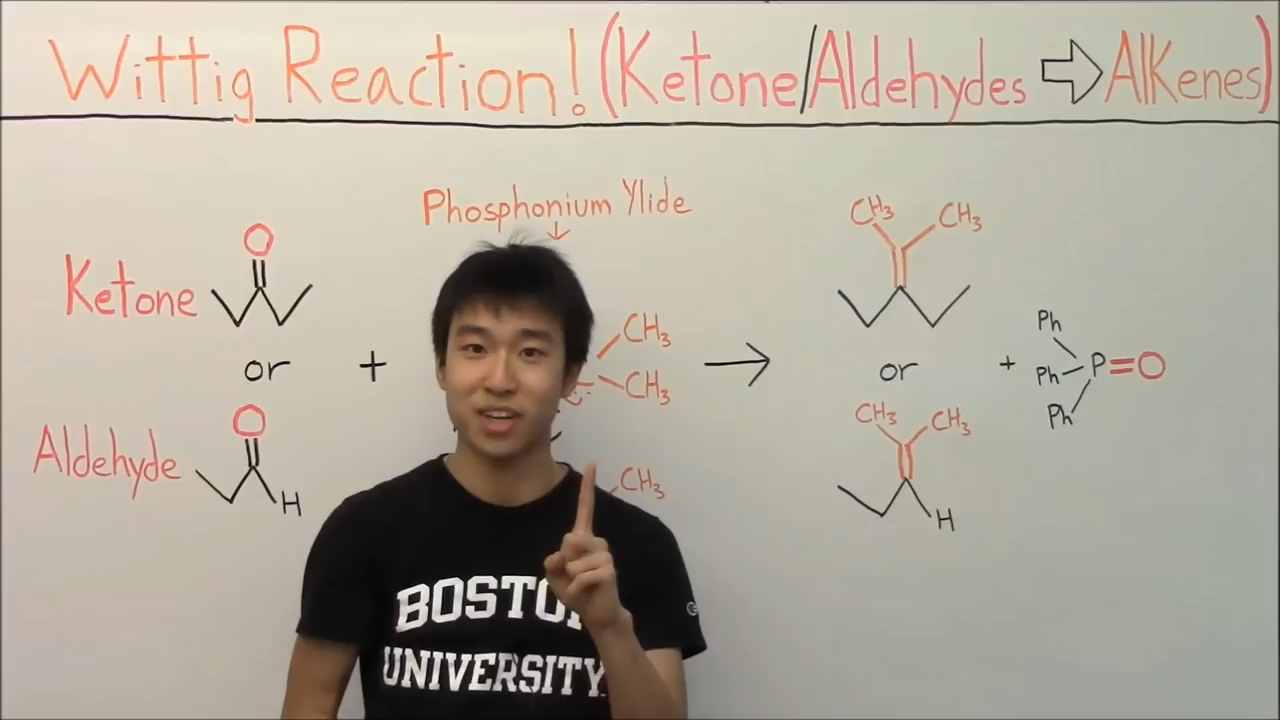 Wittig Reaction! (Ketone/Aldehydes ⇨ Alkenes)
Phosphonium Ylide
↓
CH3 CH3
O
Ketone
CH3
Ph
or + → or + Ph P=O
CH3
Ph
O
CH3 CH3
Aldehyde
H
CH3
H
BOSTON
UNIVERSITY